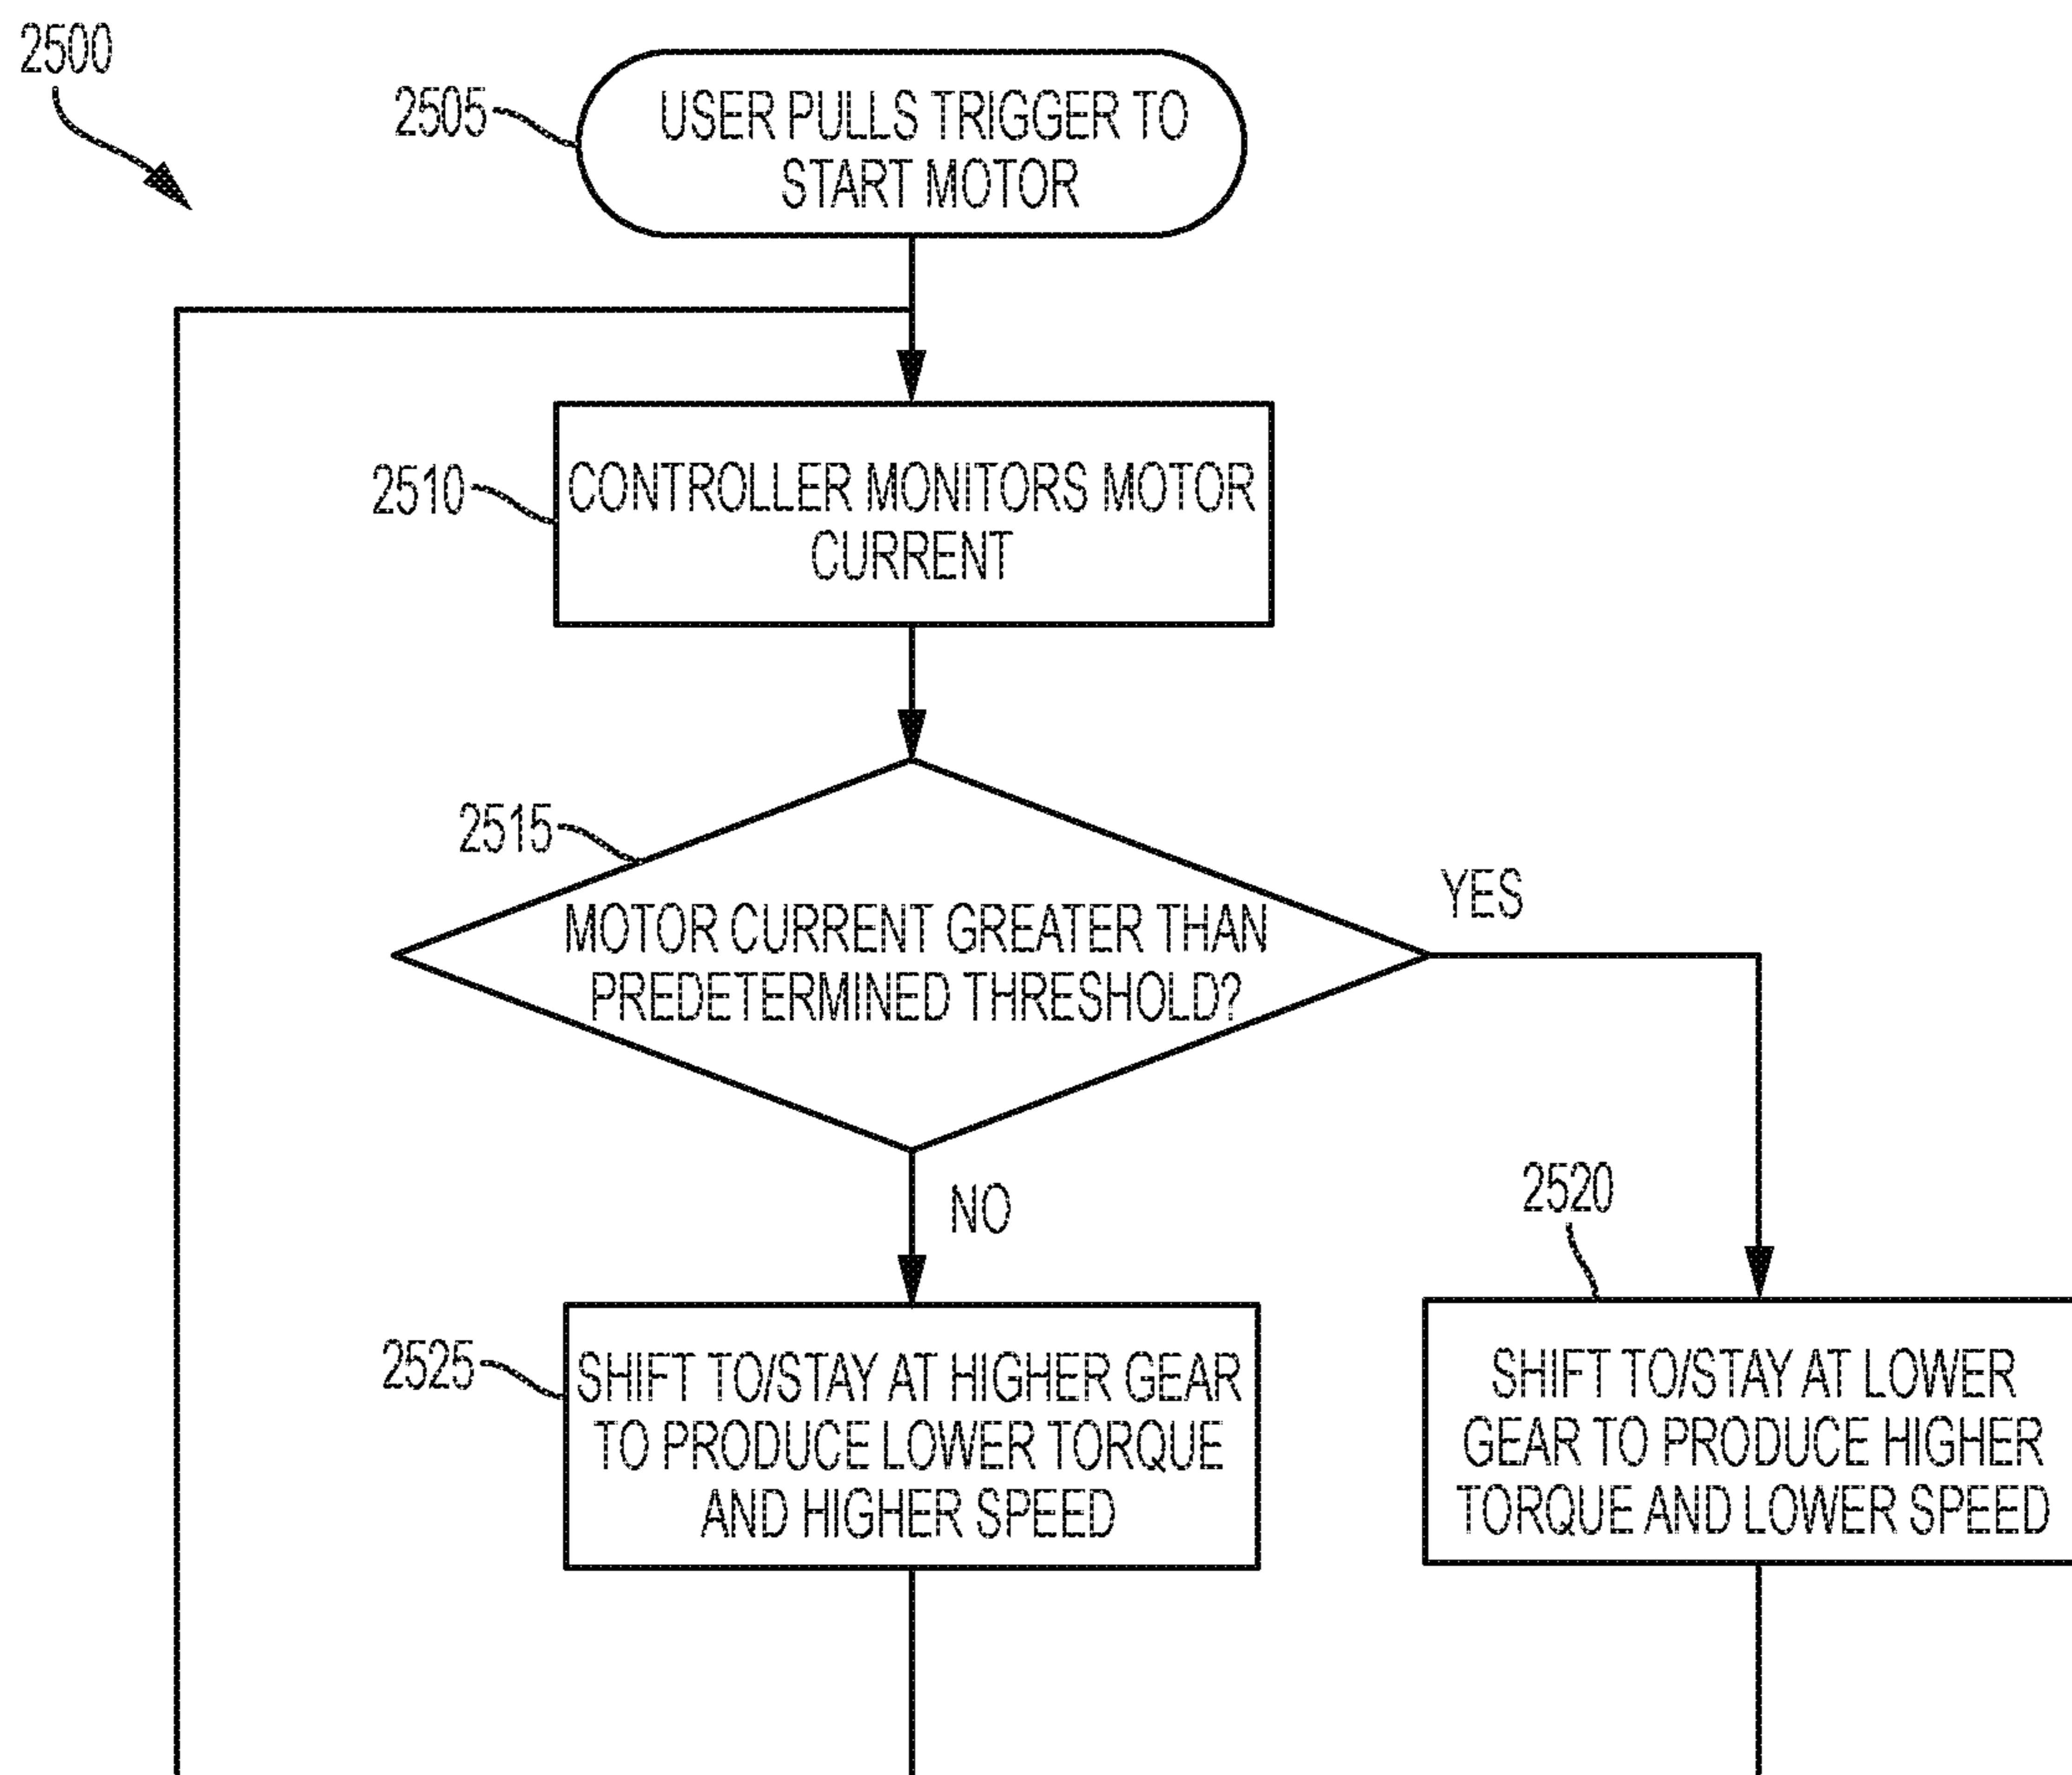 2500
2505
USER PULLS TRIGGER TO
START MOTOR
2510
CONTROLLER MONITORS MOTOR
CURRENT
2515
MOTOR CURRENT GREATER THAN
PREDETERMINED THRESHOLD?
YES
NO
2520
2525
SHIFT TO/STAY AT HIGHER GEAR
TO PRODUCE LOWER TORQUE
AND HIGHER SPEED
SHIFT TO/STAY AT LOWER
GEAR TO PRODUCE HIGHER
TORQUE AND LOWER SPEED